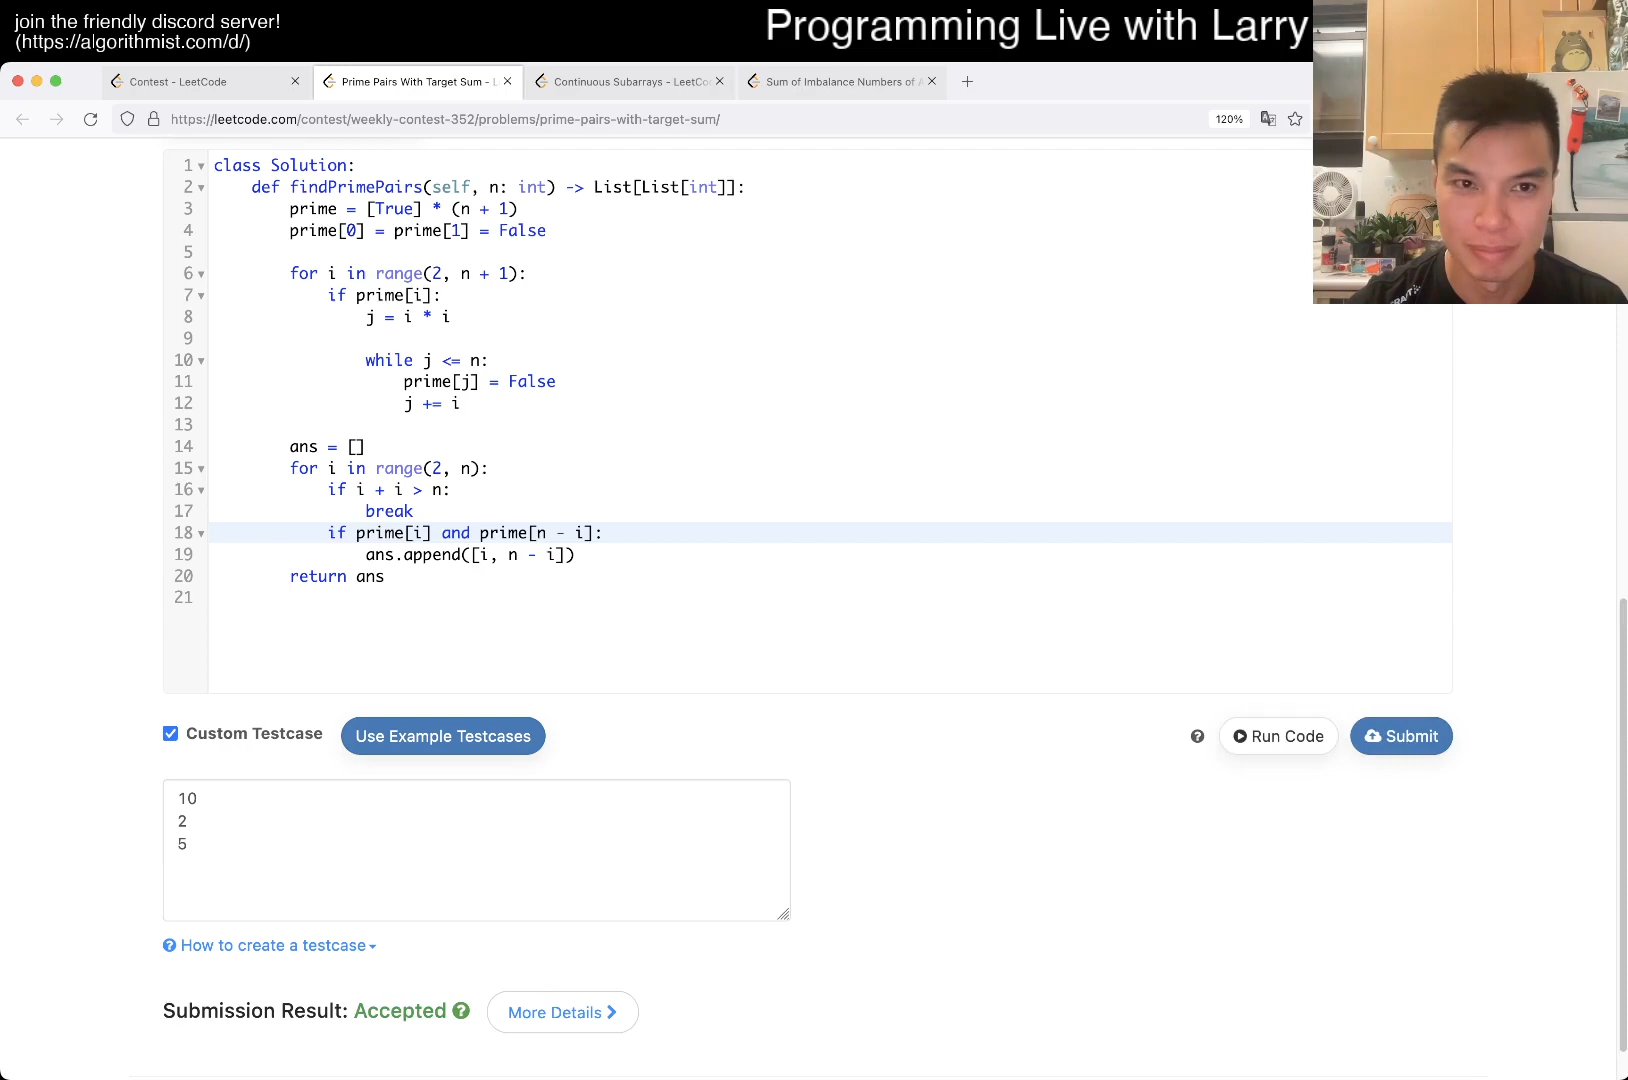 join the friendly discord server!
(https://algorithmist.com/d/)
Programming Live with Larry
Contest - LeetCode
Prime Pairs With Target Sum - L
Continuous Subarrays - LeetCo
Sum of Imbalance Numbers of A
https://leetcode.com/contest/weekly-contest-352/problems/prime-pairs-with-target-sum/
120%
1 class Solution:
2 def findPrimePairs(self, n: int) -> List[List[int]]:
3 prime = [True] * (n + 1)
4 prime[0] = prime[1] = False
5
6 for i in range(2, n + 1):
7 if prime[i]:
8 j = i * i
9
10 while j <= n:
11 prime[j] = False
12 j += i
13
14 ans = []
15 for i in range(2, n):
16 if i + i > n:
17 break
18 if prime[i] and prime[n - i]:
19 ans.append([i, n - i])
20 return ans
21
Custom Testcase
Use Example Testcases
Run Code
Submit
10
2
5
How to create a testcase
Submission Result: Accepted
More Details